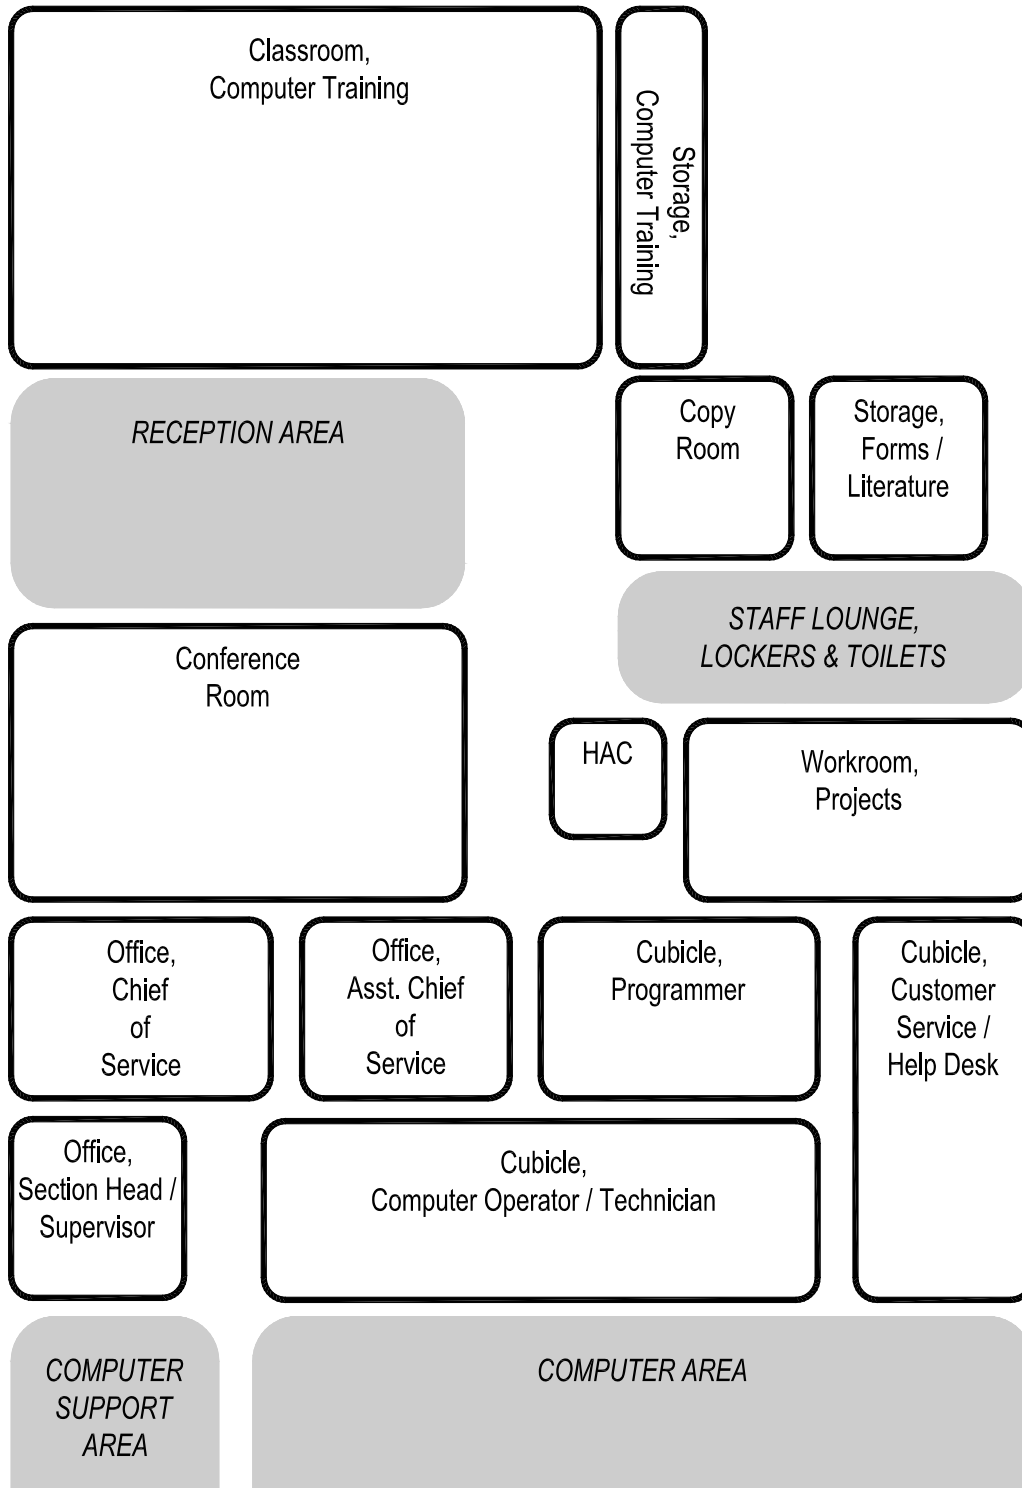 Classroom,
Computer Training
Storage,
Computer Training
RECEPTION AREA
Copy
Room
Storage,
Forms /
Literature
STAFF LOUNGE,
LOCKERS & TOILETS
Conference
Room
HAC
Workroom,
Projects
Office,
Chief
of
Service
Office,
Asst. Chief
of
Service
Cubicle,
Programmer
Cubicle,
Customer
Service /
Help Desk
Office,
Section Head /
Supervisor
Cubicle,
Computer Operator / Technician
COMPUTER
SUPPORT
AREA
COMPUTER AREA